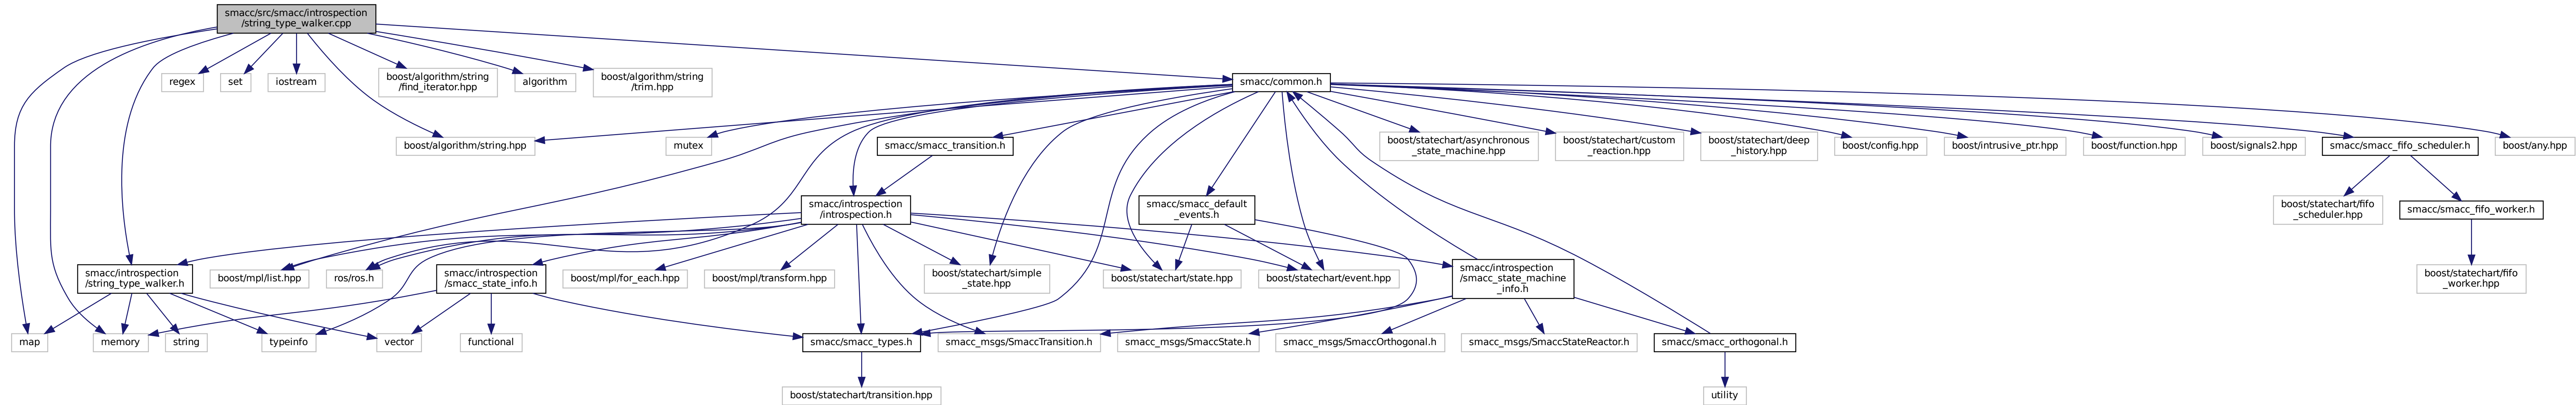 smacc/src/smacc/introspection
/string_type_walker.cpp
regex
set
iostream
boost/algorithm/string
/find_iterator.hpp
algorithm
boost/algorithm/string
/trim.hpp
smacc/common.h
boost/algorithm/string.hpp
mutex
smacc/smacc_transition.h
boost/statechart/asynchronous
_state_machine.hpp
boost/statechart/custom
_reaction.hpp
boost/statechart/deep
_history.hpp
boost/config.hpp
boost/intrusive_ptr.hpp
boost/function.hpp
boost/signals2.hpp
smacc/smacc_fifo_scheduler.h
boost/any.hpp
smacc/introspection
/introspection.h
smacc/smacc_default
_events.h
boost/statechart/fifo
_scheduler.hpp
smacc/smacc_fifo_worker.h
smacc/introspection
/string_type_walker.h
boost/mpl/list.hpp
ros/ros.h
smacc/introspection
/smacc_state_info.h
boost/mpl/for_each.hpp
boost/mpl/transform.hpp
boost/statechart/simple
_state.hpp
boost/statechart/state.hpp
boost/statechart/event.hpp
smacc/introspection
/smacc_state_machine
_info.h
boost/statechart/fifo
_worker.hpp
map
memory
string
typeinfo
vector
functional
smacc/smacc_types.h
smacc_msgs/SmaccTransition.h
smacc_msgs/SmaccState.h
smacc_msgs/SmaccOrthogonal.h
smacc_msgs/SmaccStateReactor.h
smacc/smacc_orthogonal.h
boost/statechart/transition.hpp
utility